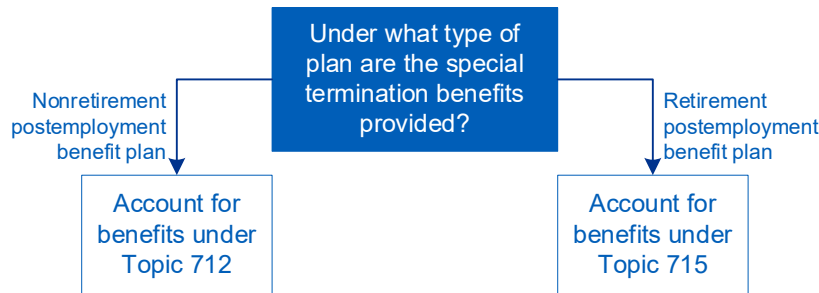 Under what type of
plan are the special
termination benefits
provided?
Nonretirement
postemployment
benefit plan
Retirement
postemployment
benefit plan
Account for
benefits under
Topic 712
Account for
benefits under
Topic 715